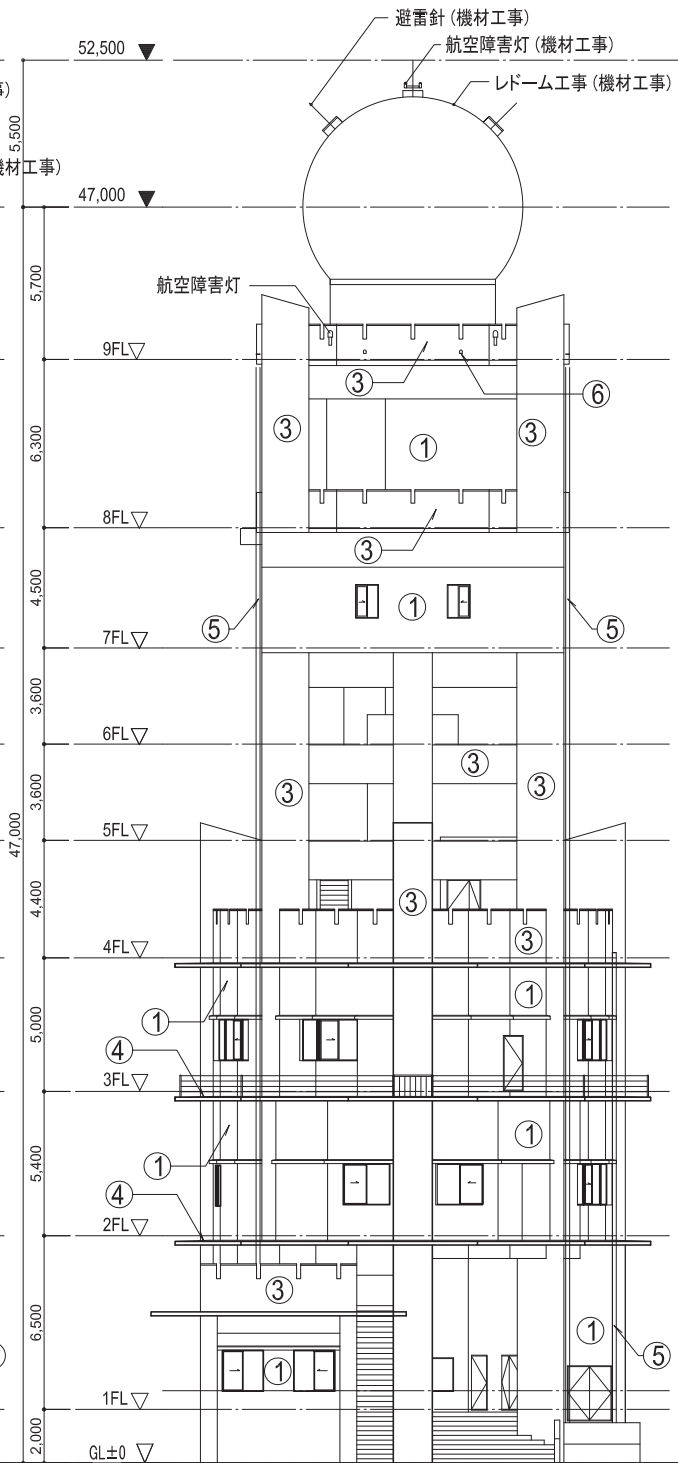 避雷針 (機材工事)
航空障害灯 (機材工事)
52,500
レドーム工事 (機材工事)
事)
5,500
機材工事)
47,000
5,700
航空障害灯
9FL
③
⑥
③
③
①
6,300
8FL
③
4,500
①
⑤
⑤
7FL
3,600
6FL
③
③
③
3,600
47,000
5FL
4,400
③
③
4FL
①
①
5,000
④
3FL
①
①
5,400
④
2FL
③
6,500
①
⑤
①
1FL
2,000
GL±0